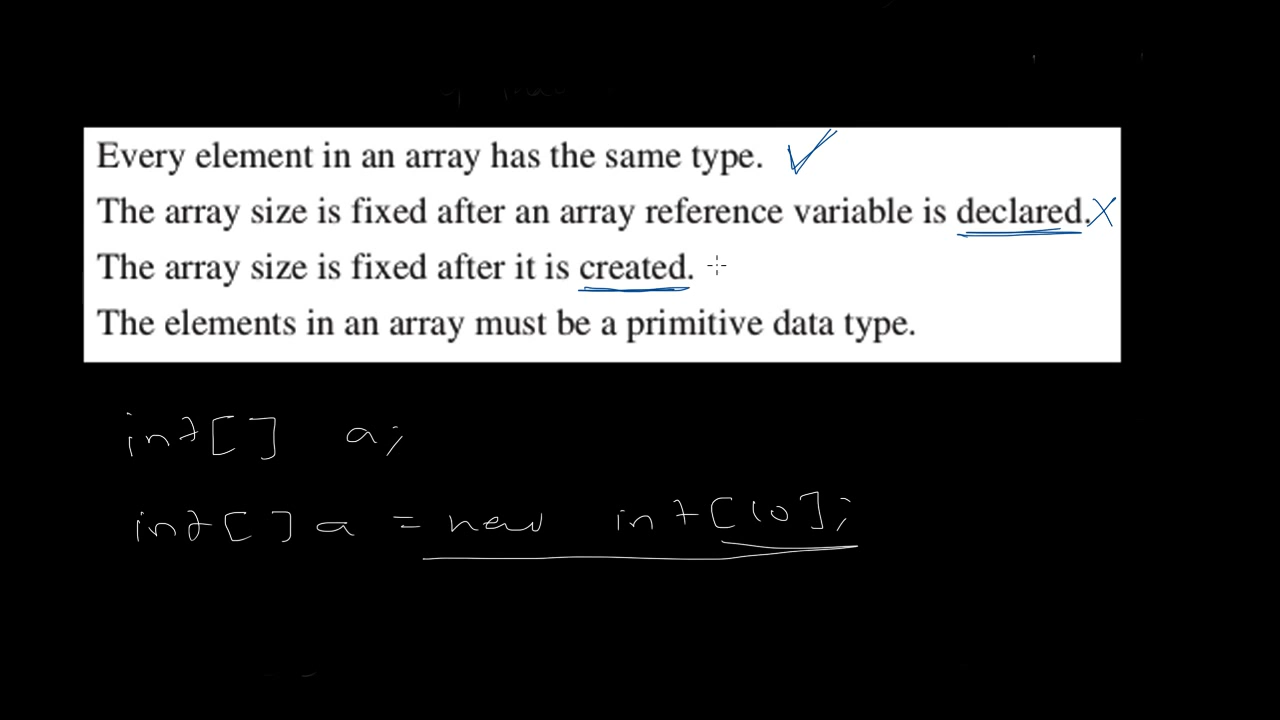 Every element in an array has the same type. ✓
The array size is fixed after an array reference variable is declared. X
The array size is fixed after it is created.
The elements in an array must be a primitive data type.
int[] a;
int[] a = new int[10];